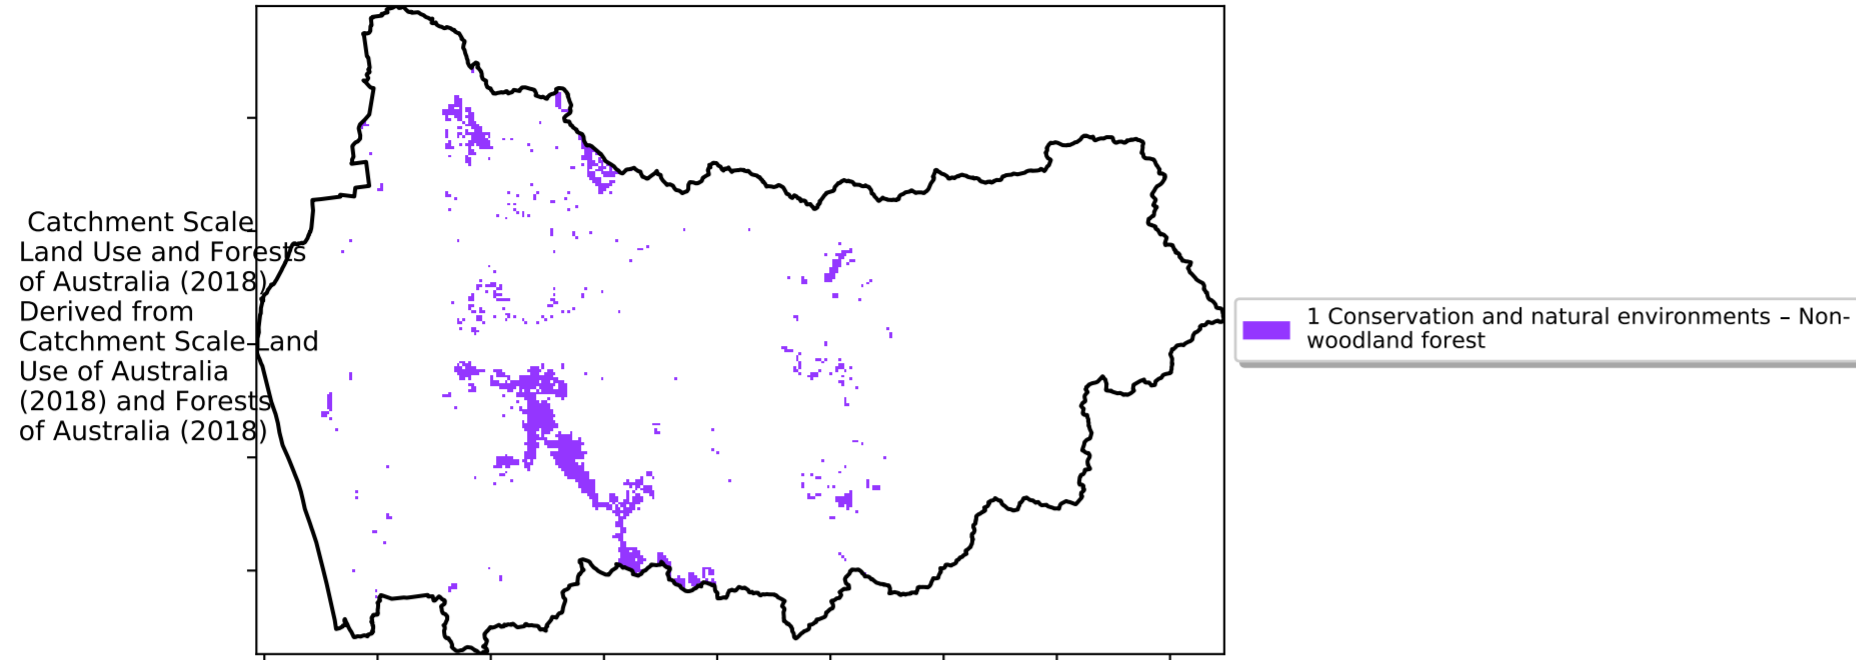 Catchment Scale
Land Use and Forests
of Australia (2018)
Derived from
Catchment Scale Land
Use of Australia
(2018) and Forests
of Australia (2018)
1 Conservation and natural environments – Non-
woodland forest